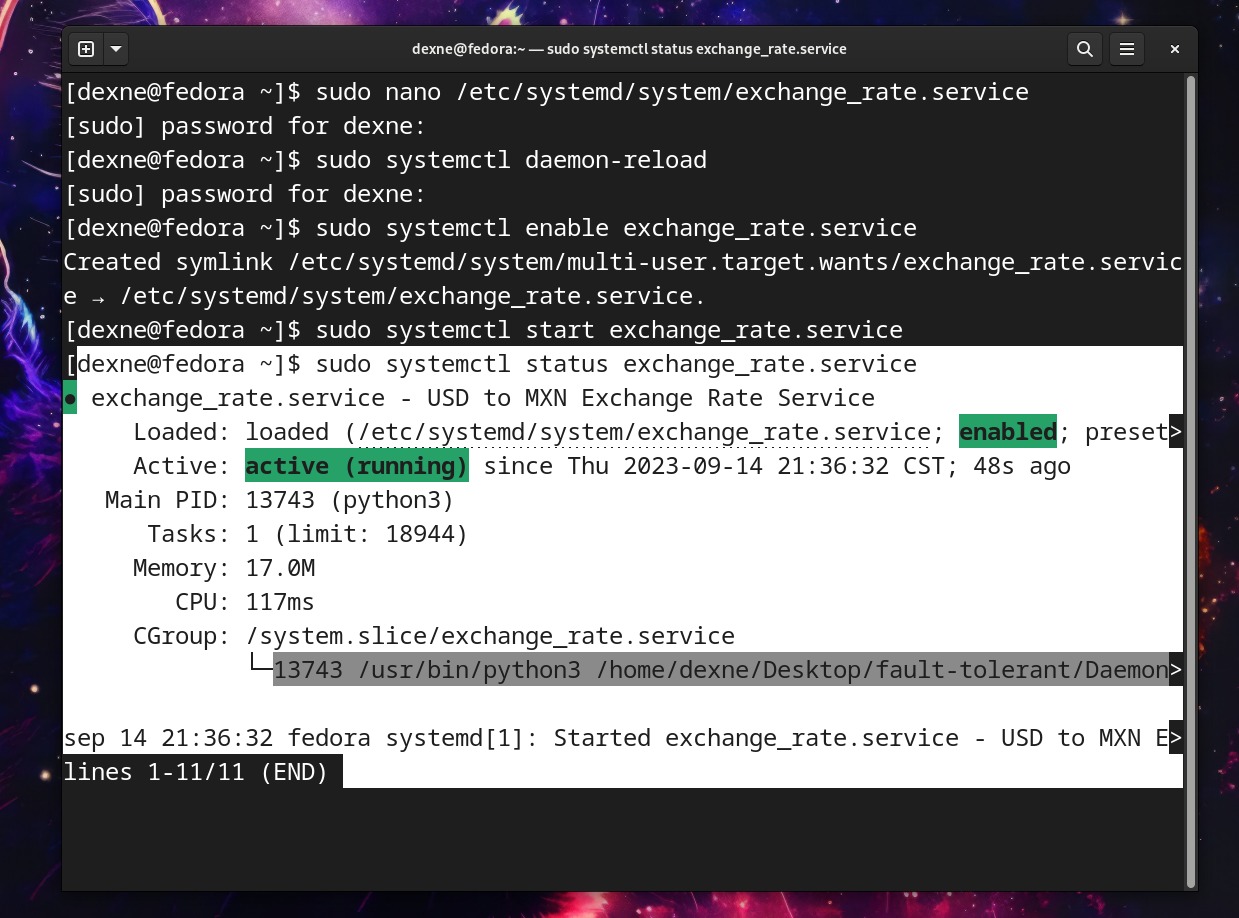 dexne@fedora:~ — sudo systemctl status exchange_rate.service
[dexne@fedora ~]$ sudo nano /etc/systemd/system/exchange_rate.service
[sudo] password for dexne:
[dexne@fedora ~]$ sudo systemctl daemon-reload
[sudo] password for dexne:
[dexne@fedora ~]$ sudo systemctl enable exchange_rate.service
Created symlink /etc/systemd/system/multi-user.target.wants/exchange_rate.servic
e → /etc/systemd/system/exchange_rate.service.
[dexne@fedora ~]$ sudo systemctl start exchange_rate.service
[dexne@fedora ~]$ sudo systemctl status exchange_rate.service
● exchange_rate.service - USD to MXN Exchange Rate Service
     Loaded: loaded (/etc/systemd/system/exchange_rate.service; enabled; preset>
     Active: active (running) since Thu 2023-09-14 21:36:32 CST; 48s ago
   Main PID: 13743 (python3)
      Tasks: 1 (limit: 18944)
     Memory: 17.0M
        CPU: 117ms
     CGroup: /system.slice/exchange_rate.service
             └─13743 /usr/bin/python3 /home/dexne/Desktop/fault-tolerant/Daemon>
sep 14 21:36:32 fedora systemd[1]: Started exchange_rate.service - USD to MXN E>
lines 1-11/11 (END)